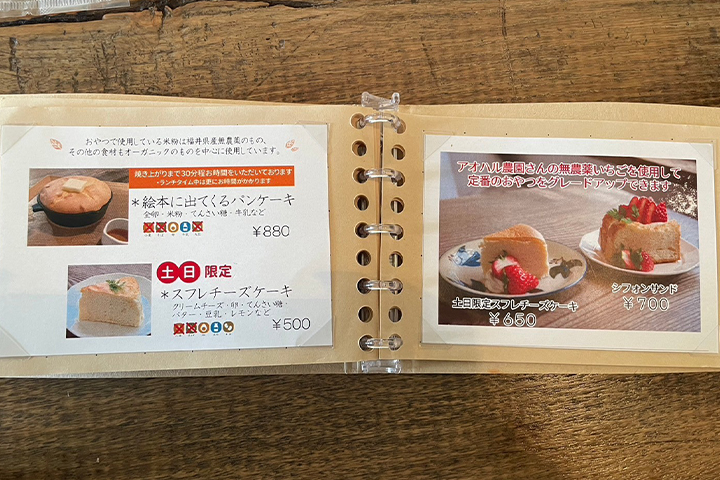 おやつで使用している米粉は福井県産無農薬のもの、
その他の食材もオーガニックのものを中心に使用しています。
焼き上がりまで30分程お時間をいただいております
*ランチタイム中は更にお時間がかかります
*絵本に出てくるパンケーキ
全卵・米粉・てんさい糖・牛乳など
¥880
土日限定
*スフレチーズケーキ
クリームチーズ・卵・てんさい糖・
バター・豆乳・レモンなど
¥500
アオハル農園さんの無農薬いちごを使用して
定番のおやつをグレードアップできます
土日限定スフレチーズケーキ
¥650
シフォンサンド
¥700